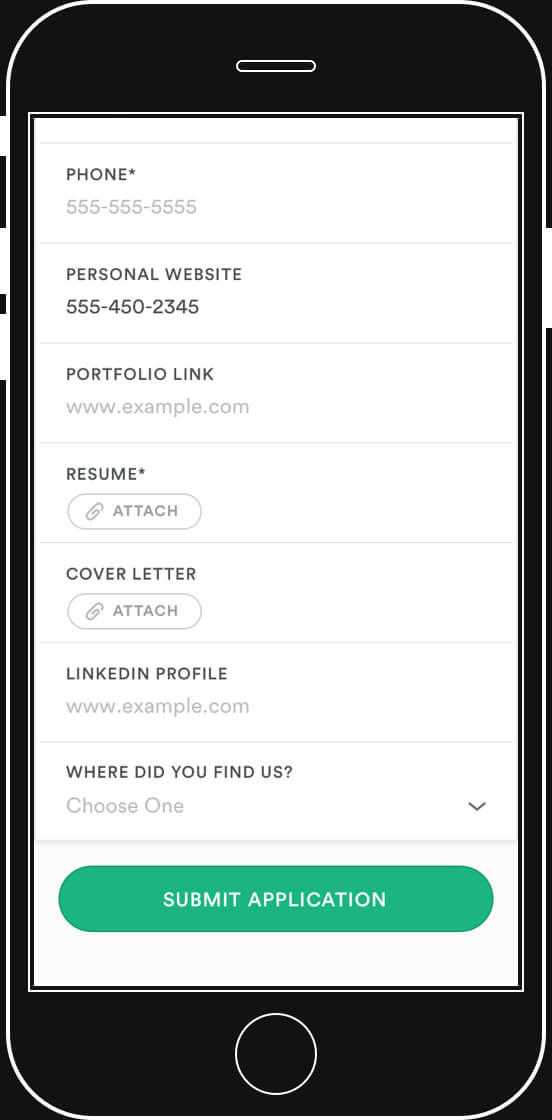 PHONE*
555-555-5555
PERSONAL WEBSITE
555-450-2345
PORTFOLIO LINK
www.example.com
RESUME*
ATTACH
COVER LETTER
ATTACH
LINKEDIN PROFILE
www.example.com
WHERE DID YOU FIND US?
Choose One
SUBMIT APPLICATION